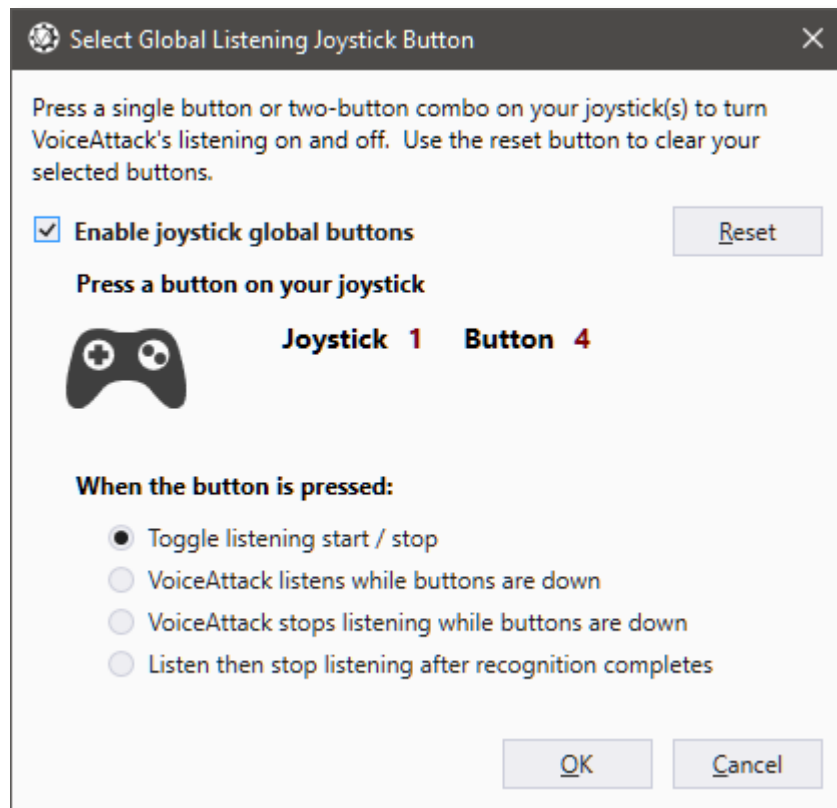 Select Global Listening Joystick Button
Press a single button or two-button combo on your joystick(s) to turn
VoiceAttack's listening on and off.  Use the reset button to clear your
selected buttons.
Enable joystick global buttons
Reset
Press a button on your joystick
Joystick 1 Button 4
When the button is pressed:
Toggle listening start / stop
VoiceAttack listens while buttons are down
VoiceAttack stops listening while buttons are down
Listen then stop listening after recognition completes
OK
Cancel